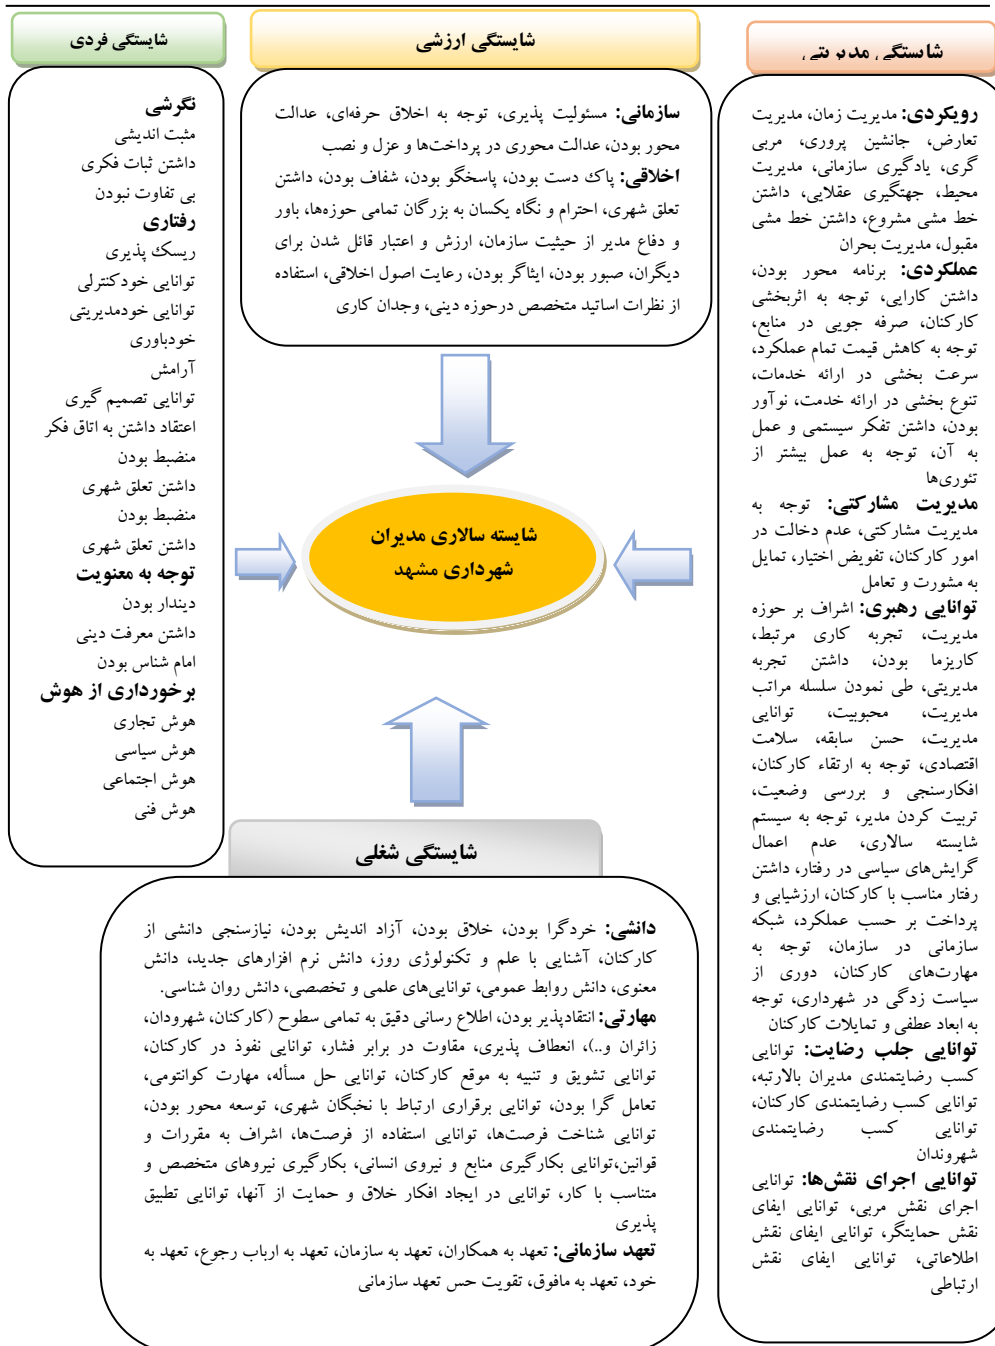 شایستگی مدیریتی
رویکردی: مدیریت زمان، مدیریت
تعارض، جانشین پروری، مربی
گری، یادگیری سازمانی، مدیریت
محیط، جهتگیری عقلایی، داشتن
خط مشی مشروع، داشتن خط مشی
مقبول، مدیریت بحران
عملکردی: برنامه محور بودن،
داشتن کارایی، توجه به اثربخشی
کارکنان، صرفه جویی در منابع،
توجه به کاهش قیمت تمام عملکرد،
سرعت بخشی در ارائه خدمات،
تنوع بخشی در ارائه خدمت، نوآور
بودن، داشتن تفکر سیستمی و عمل
به آن، توجه به عمل بیشتر از
تئوری‌ها
مدیریت مشارکتی: توجه به
مدیریت مشارکتی، عدم دخالت در
امور کارکنان، تفویض اختیار، تمایل
به مشورت و تعامل
توانایی رهبری: اشراف بر حوزه
مدیریت، تجربه کاری مرتبط،
کاریزما بودن، داشتن تجربه
مدیریتی، طی نمودن سلسله مراتب
مدیریت، محبوبیت، توانایی
مدیریت، حسن سابقه، سلامت
اقتصادی، توجه به ارتقاء کارکنان،
افکارسنجی و بررسی وضعیت،
تربیت کردن مدیر، توجه به سیستم
شایسته سالاری، عدم اعمال
گرایش‌های سیاسی در رفتار، داشتن
رفتار مناسب با کارکنان، ارزشیابی و
پرداخت بر حسب عملکرد، شبکه
سازمانی در سازمان، توجه به
مهارت‌های کارکنان، دوری از
سیاست زدگی در شهرداری، توجه
به ابعاد عطفی و تمایلات کارکنان
توانایی جلب رضایت: توانایی
کسب رضایتمندی مدیران بالارتبه،
توانایی کسب رضایتمندی کارکنان،
توانایی کسب رضایتمندی
شهروندان
توانایی اجرای نقش‌ها: توانایی
اجرای نقش مربی، توانایی ایفای
نقش حمایتگر، توانایی ایفای نقش
اطلاعاتی، توانایی ایفای نقش
ارتباطی
شایستگی ارزشی
سازمانی: مسئولیت پذیری، توجه به اخلاق حرفه‌ای، عدالت
محور بودن، عدالت محوری در پرداخت‌ها و عزل و نصب
اخلاقی: پاک دست بودن، پاسخگو بودن، شفاف بودن، داشتن
تعلق شهری، احترام و نگاه یکسان به بزرگان تمامی حوزه‌ها، باور
و دفاع مدیر از حیثیت سازمان، ارزش و اعتبار قائل شدن برای
دیگران، صبور بودن، ایثاگر بودن، رعایت اصول اخلاقی، استفاده
از نظرات اساتید متخصص درحوزه دینی، وجدان کاری
شایستگی فردی
نگرشی
مثبت اندیشی
داشتن ثبات فکری
بی تفاوت نبودن
رفتاری
ریسک پذیری
توانایی خودکنترلی
توانایی خودمدیریتی
خودباوری
آرامش
توانایی تصمیم گیری
اعتقاد داشتن به اتاق فکر
منضبط بودن
داشتن تعلق شهری
منضبط بودن
داشتن تعلق شهری
توجه به معنویت
دیندار بودن
داشتن معرفت دینی
امام شناس بودن
برخورداری از هوش
هوش تجاری
هوش سیاسی
هوش اجتماعی
هوش فنی
شایسته سالاری مدیران
شهرداری مشهد
شایستگی شغلی
دانشی: خردگرا بودن، خلاق بودن، آزاد اندیش بودن، نیازسنجی دانشی از
کارکنان، آشنایی با علم و تکنولوژی روز، دانش نرم افزارهای جدید، دانش
معنوی، دانش روابط عمومی، توانایی‌های علمی و تخصصی، دانش روان شناسی.
مهارتی: انتقادپذیر بودن، اطلاع رسانی دقیق به تمامی سطوح (کارکنان، شهرودان،
زائران و..)، انعطاف پذیری، مقاوت در برابر فشار، توانایی نفوذ در کارکنان،
توانایی تشویق و تنبیه به موقع کارکنان، توانایی حل مسأله، مهارت کوانتومی،
تعامل گرا بودن، توانایی برقراری ارتباط با نخبگان شهری، توسعه محور بودن،
توانایی شناخت فرصت‌ها، توانایی استفاده از فرصت‌ها، اشراف به مقررات و
قوانین،توانایی بکارگیری منابع و نیروی انسانی، بکارگیری نیروهای متخصص و
متناسب با کار، توانایی در ایجاد افکار خلاق و حمایت از آنها، توانایی تطبیق
پذیری
تعهد سازمانی: تعهد به همکاران، تعهد به سازمان، تعهد به ارباب رجوع، تعهد به
خود، تعهد به مافوق، تقویت حس تعهد سازمانی